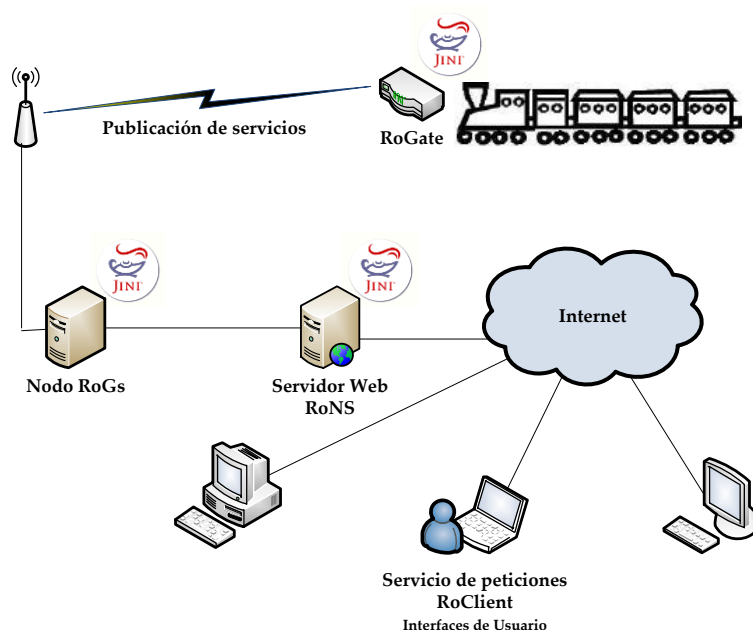 JINI
Publicación de servicios
RoGate
JINI
JINI
Nodo RoGs
Servidor Web
RoNS
Internet
Servicio de peticiones
RoClient
Interfaces de Usuario